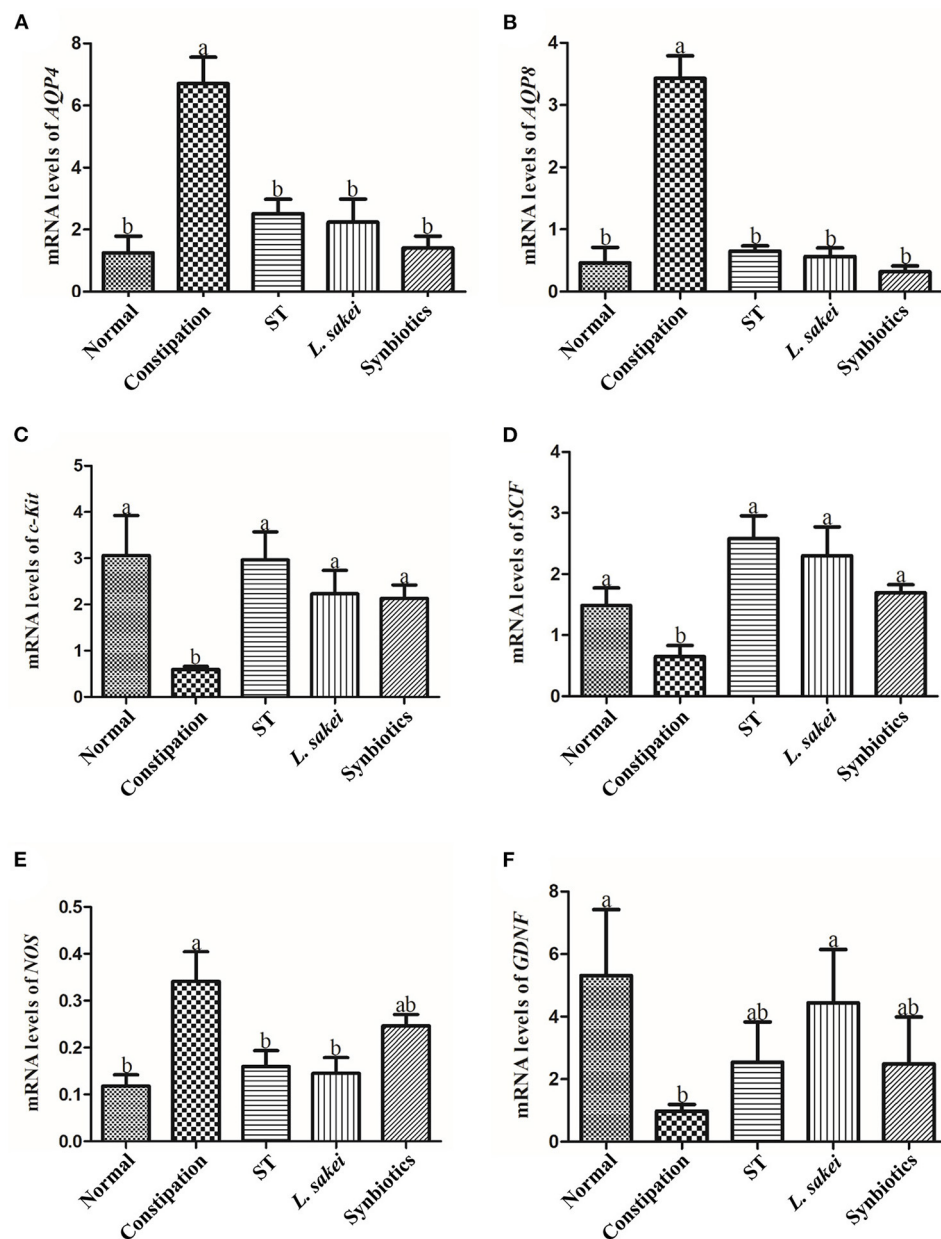 A
mRNA levels of AQP4
8
6
4
2
0
b
a
b
b
b
Normal
Constipation
ST
L. sakei
Synbiotics
B
mRNA levels of AQP8
4
3
2
1
0
b
a
b
b
b
Normal
Constipation
ST
L. sakei
Synbiotics
C
mRNA levels of c-Kit
5
4
3
2
1
0
a
b
a
a
a
Normal
Constipation
ST
L. sakei
Synbiotics
D
mRNA levels of SCF
4
3
2
1
0
a
b
a
a
a
Normal
Constipation
ST
L. sakei
Synbiotics
E
mRNA levels of NOS
0.5
0.4
0.3
0.2
0.1
0.0
b
a
b
b
ab
Normal
Constipation
ST
L. sakei
Synbiotics
F
mRNA levels of GDNF
8
6
4
2
0
a
b
ab
a
ab
Normal
Constipation
ST
L. sakei
Synbiotics